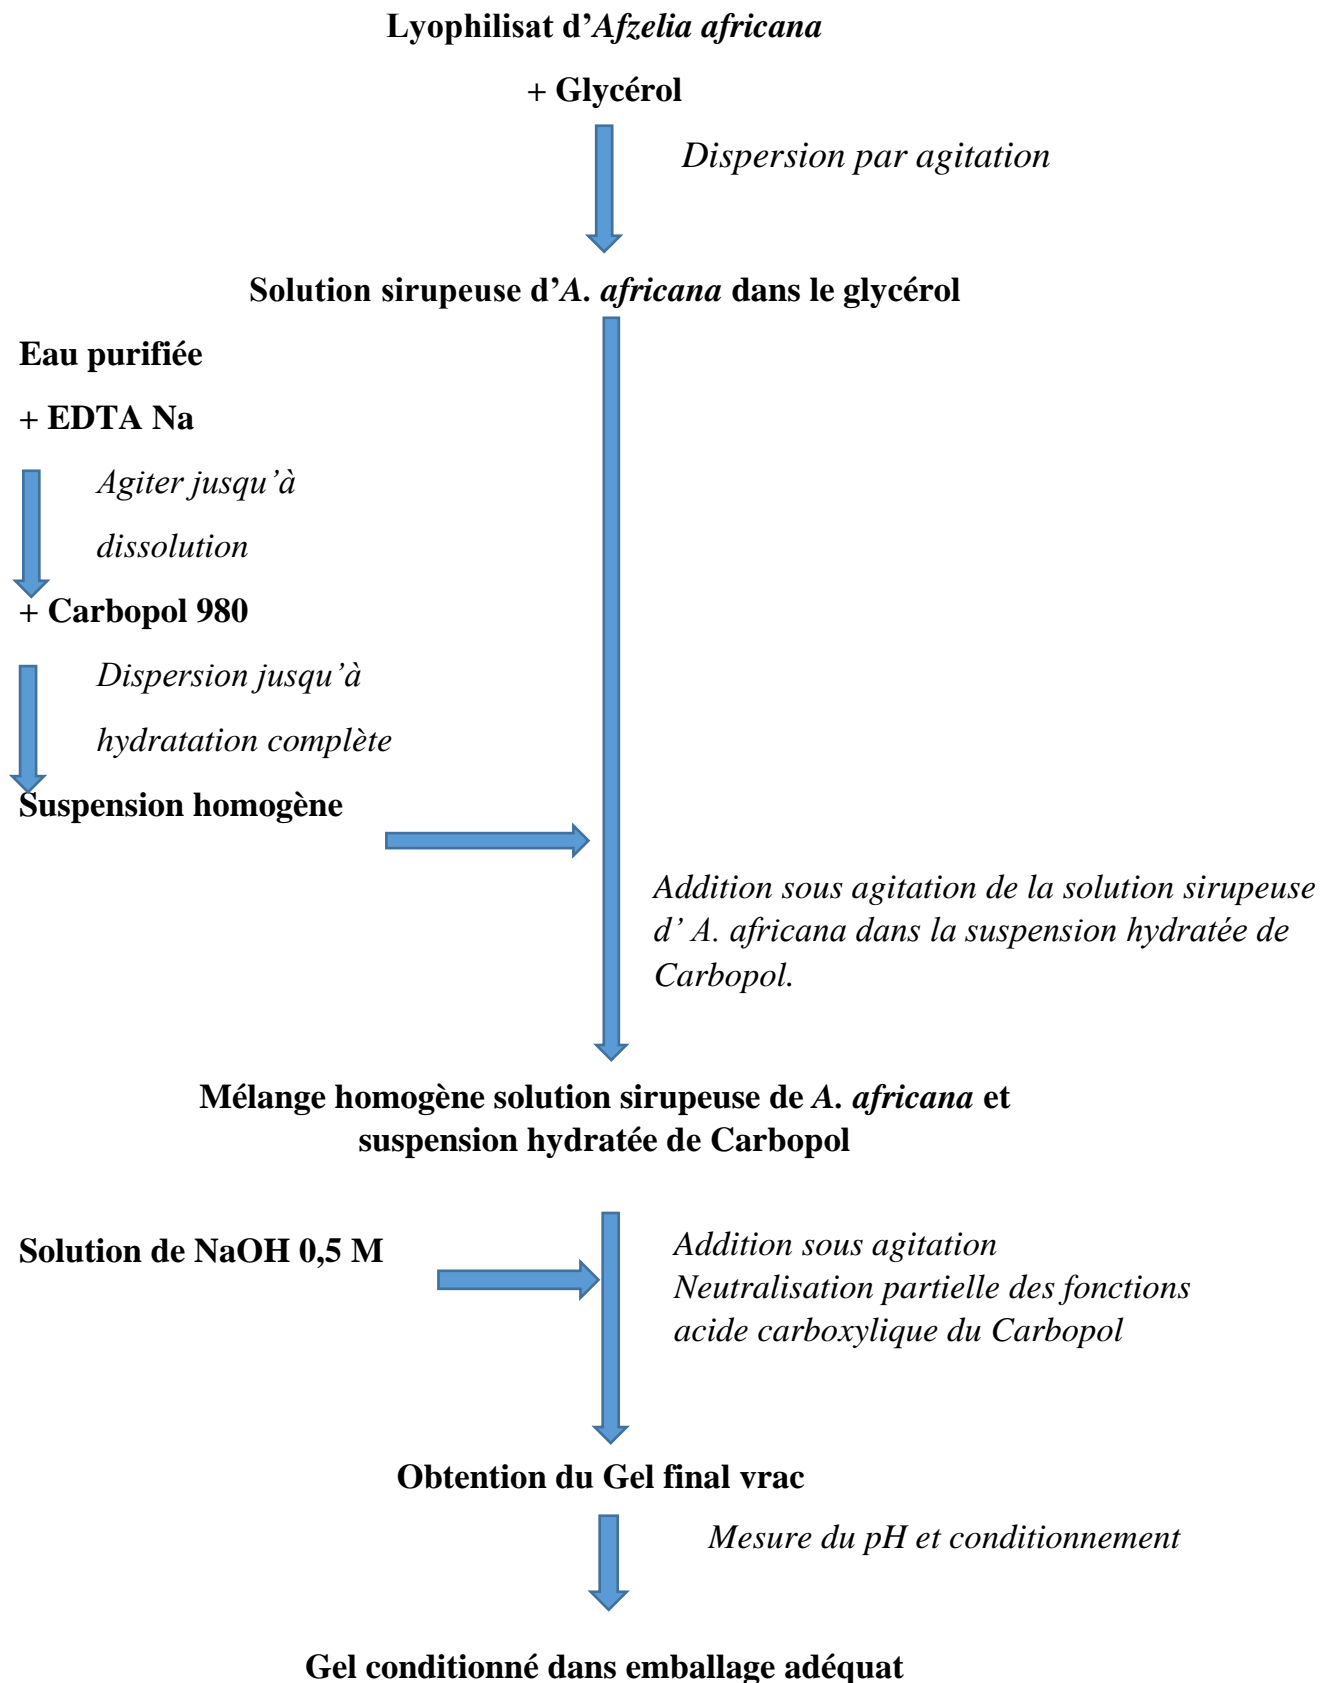 Lyophilisat d’Afzelia africana
+ Glycérol
Dispersion par agitation
Solution sirupeuse d’A. africana dans le glycérol
Eau purifiée
+ EDTA Na
Agiter jusqu’à
dissolution
+ Carbopol 980
Dispersion jusqu’à
hydratation complète
Suspension homogène
Addition sous agitation de la solution sirupeuse
d’ A. africana dans la suspension hydratée de
Carbopol.
Mélange homogène solution sirupeuse de A. africana et
suspension hydratée de Carbopol
Solution de NaOH 0,5 M
Addition sous agitation
Neutralisation partielle des fonctions
acide carboxylique du Carbopol
Obtention du Gel final vrac
Mesure du pH et conditionnement
Gel conditionné dans emballage adéquat